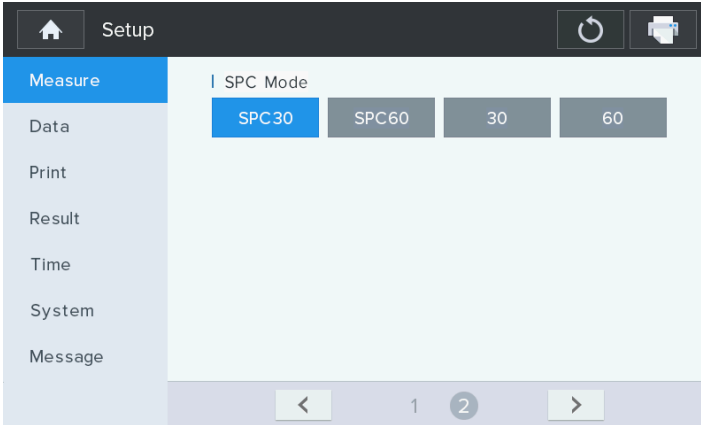 Setup
Measure
Data
Print
Result
Time
System
Message
SPC Mode
SPC30 SPC60 30 60
< 1 2 >